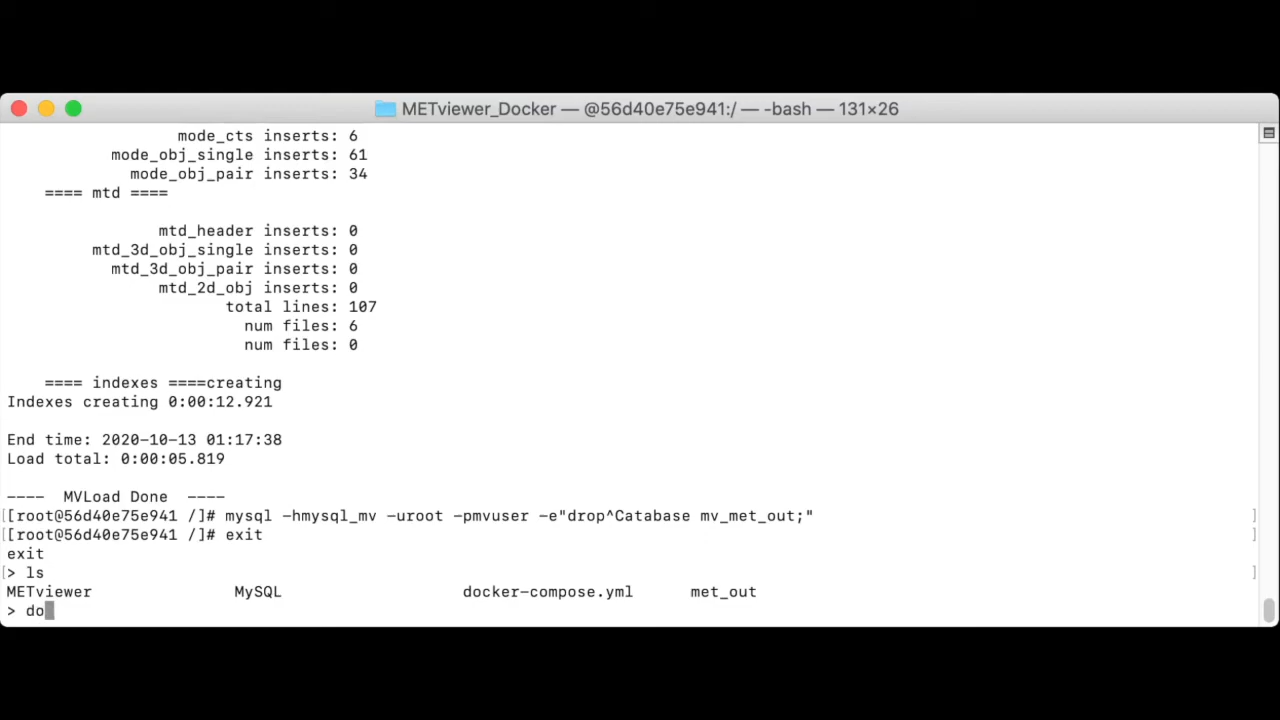 METviewer_Docker — @56d40e75e941:/ — -bash — 131×26
mode_cts inserts: 6
mode_obj_single inserts: 61
mode_obj_pair inserts: 34
==== mtd ====
mtd_header inserts: 0
mtd_3d_obj_single inserts: 0
mtd_3d_obj_pair inserts: 0
mtd_2d_obj inserts: 0
total lines: 107
num files: 6
num files: 0
==== indexes ====creating
Indexes creating 0:00:12.921
End time: 2020-10-13 01:17:38
Load total: 0:00:05.819
---- MVLoad Done ----
[[root@56d40e75e941 /]# mysql -hmysql_mv -uroot -pmvuser -e"drop^Catabase mv_met_out;" ]
[[root@56d40e75e941 /]# exit ]
exit
[> ls ]
METviewer MySQL docker-compose.yml met_out
> do